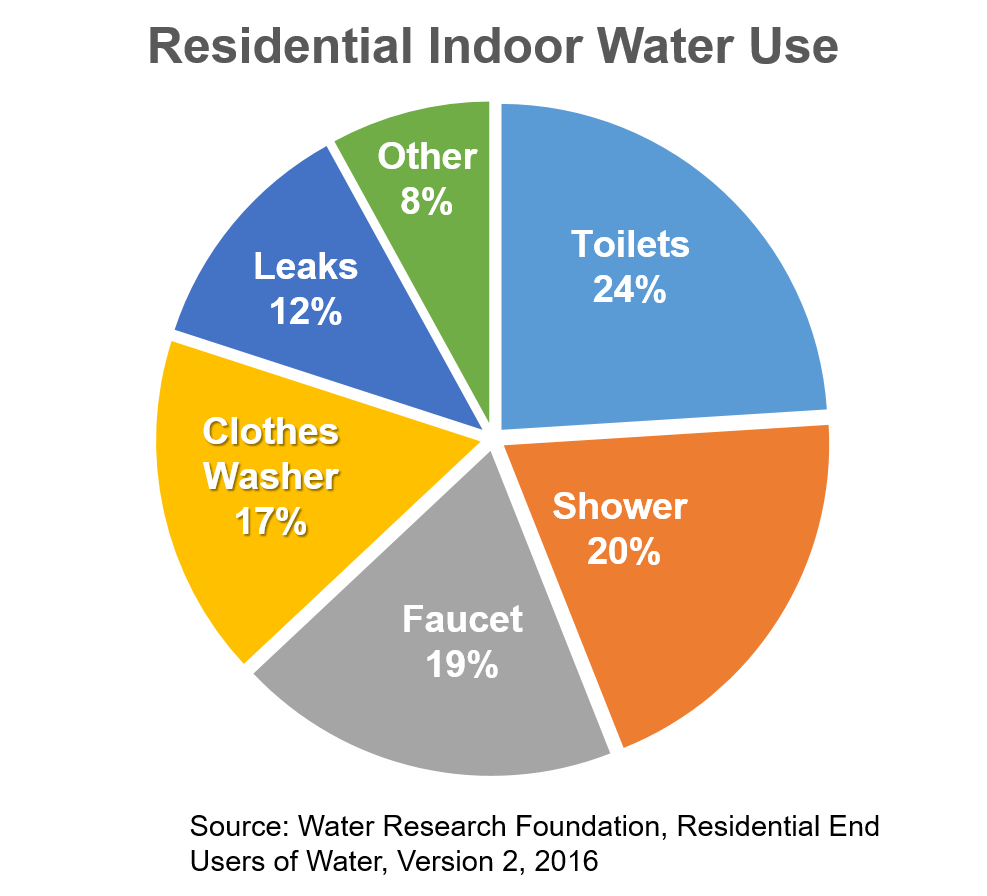 Residential Indoor Water Use
Other
8%
Toilets
24%
Leaks
12%
Clothes
Washer
17%
Shower
20%
Faucet
19%
Source: Water Research Foundation, Residential End
Users of Water, Version 2, 2016